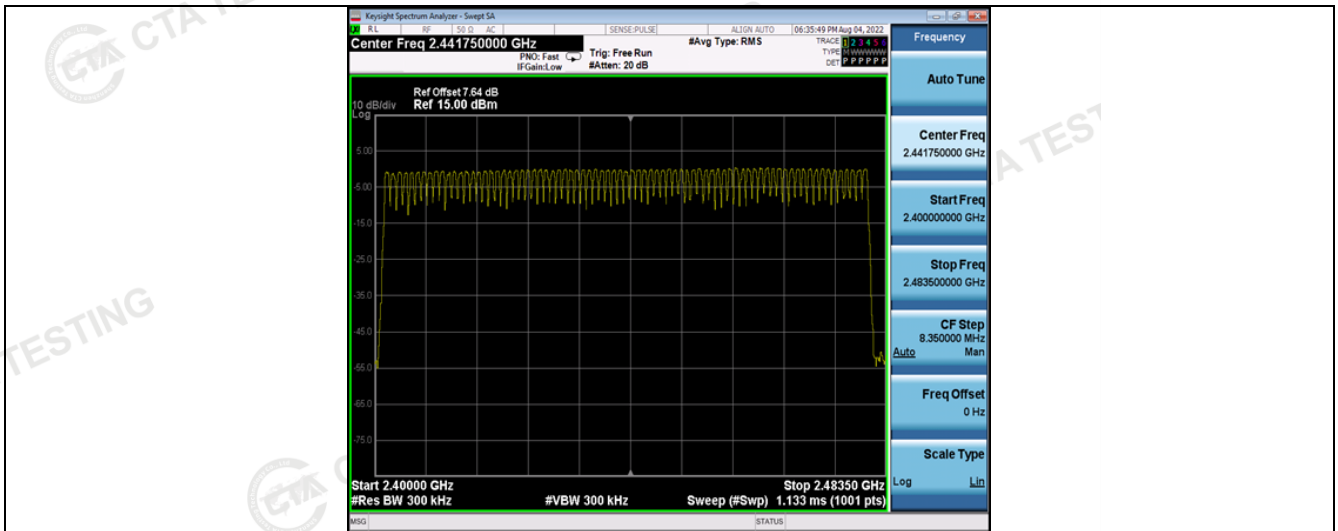 CTA TEST
Keysight Spectrum Analyzer - Swept SA
RL RF 50 Ω AC SENSE:PULSE ALIGN AUTO 06:35:49 PM Aug 04, 2022
Center Freq 2.441750000 GHz
#Avg Type: RMS
PNO: Fast
IFGain:Low
Trig: Free Run
#Atten: 20 dB
TRACE 1 2 3 4 5 6
TYPE M WWWWW
DET P P P P P P
Frequency
Auto Tune
Ref Offset 7.64 dB
10 dB/div Ref 15.00 dBm
Log
5.00
-5.00
-15.0
-25.0
-35.0
-45.0
-55.0
-65.0
-75.0
Start 2.40000 GHz Stop 2.48350 GHz
#Res BW 300 kHz #VBW 300 kHz Sweep (#Swp) 1.133 ms (1001 pts)
MSG STATUS
Center Freq
2.441750000 GHz
Start Freq
2.400000000 GHz
Stop Freq
2.483500000 GHz
CF Step
8.350000 MHz
Auto Man
Freq Offset
0 Hz
Scale Type
Log Lin
A TEST
TESTING
CTA